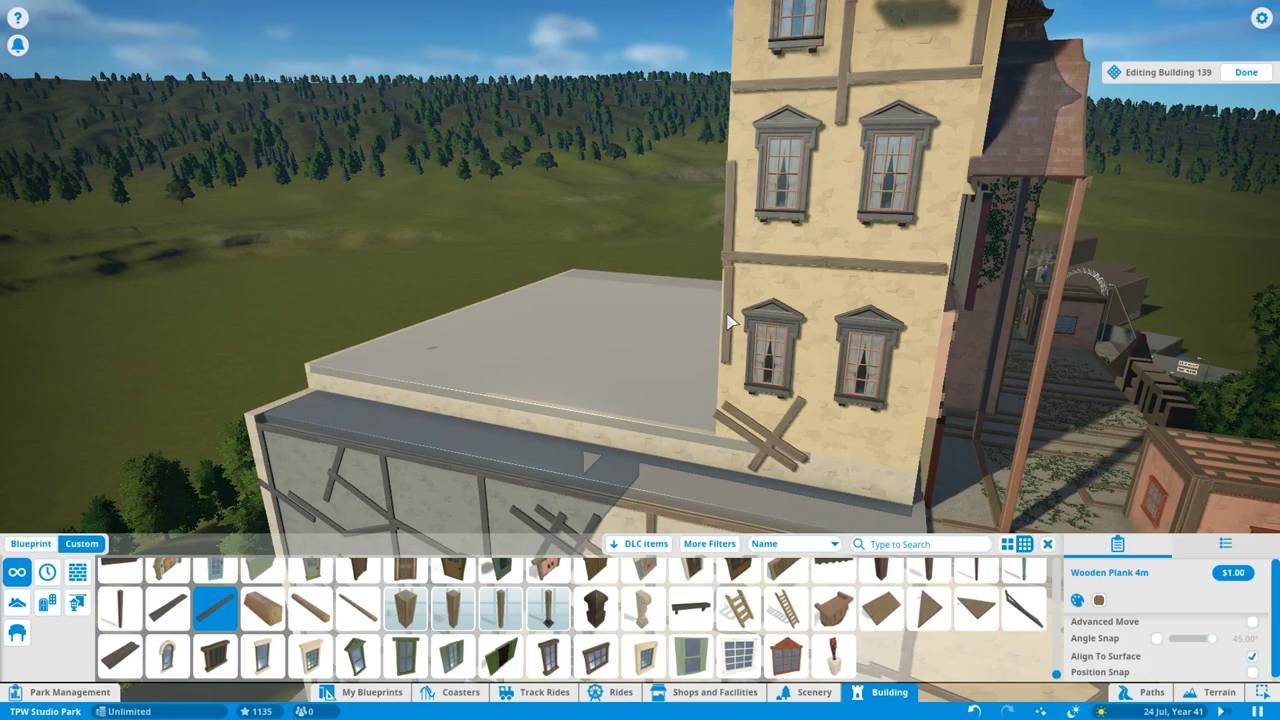 ?
Editing Building 139
Done
Blueprint
Custom
DLC items
More Filters
Name
Type to Search
Wooden Plank 4m
$1.00
Advanced Move
Angle Snap
45.00°
Align To Surface
Position Snap
Park Management
My Blueprints
Coasters
Track Rides
Rides
Shops and Facilities
Scenery
Building
Paths
Terrain
TPW Studio Park
Unlimited
1135
0
24 Jul, Year 41